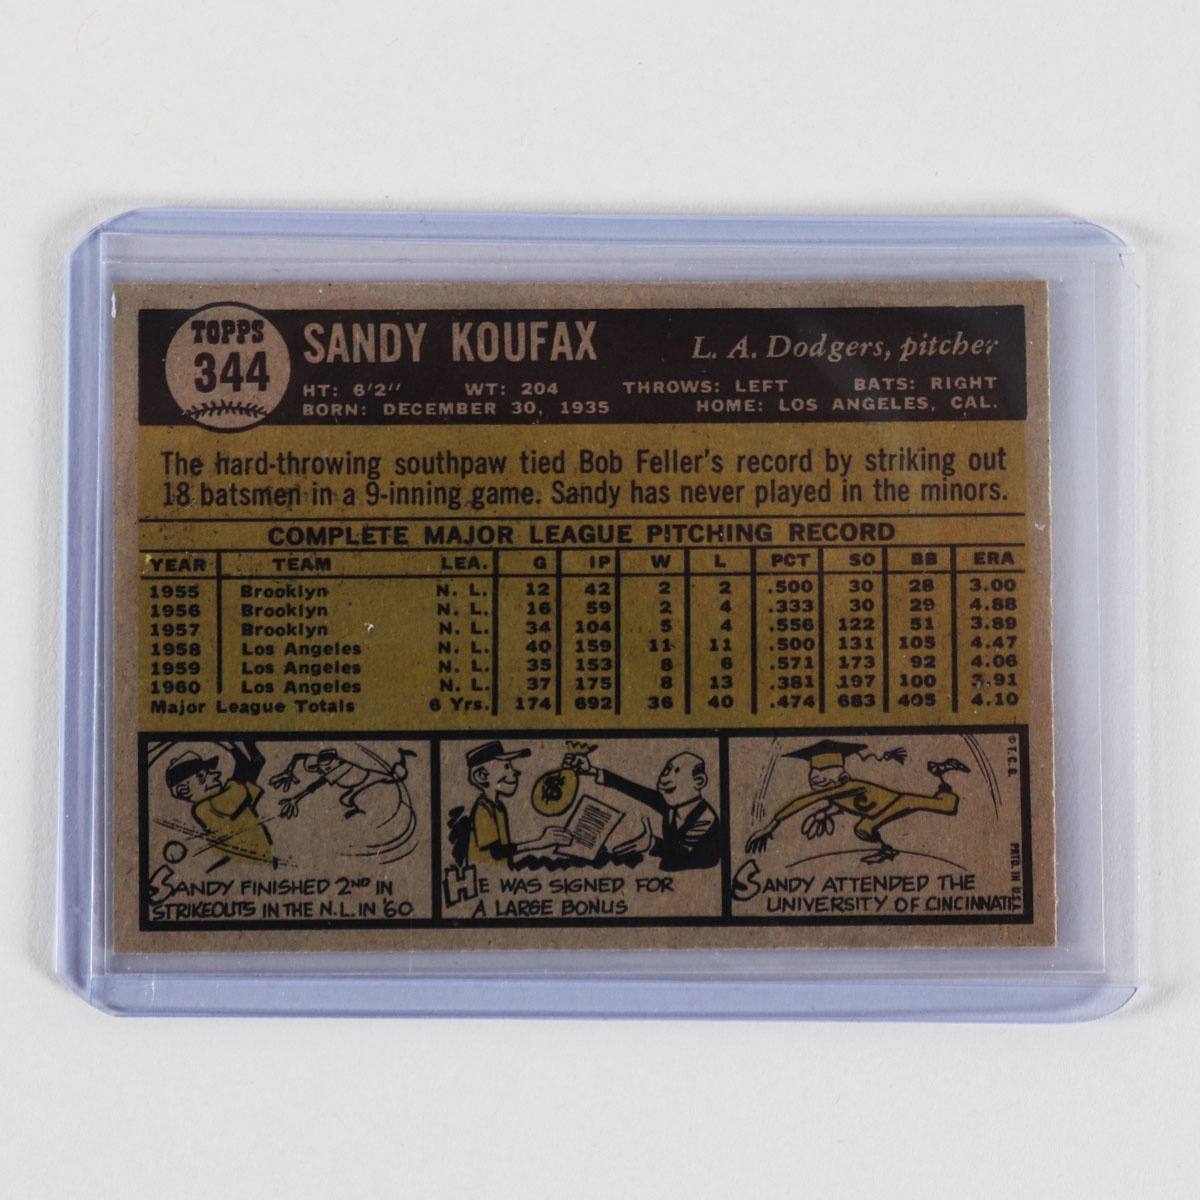 TOPPS
344
SANDY KOUFAX
L. A. Dodgers, pitcher
HT: 6'2" WT: 204 THROWS: LEFT BATS: RIGHT
BORN: DECEMBER 30, 1935 HOME: LOS ANGELES, CAL.
The hard-throwing southpaw tied Bob Feller's record by striking out
18 batsmen in a 9-inning game. Sandy has never played in the minors.
COMPLETE MAJOR LEAGUE PITCHING RECORD
YEAR TEAM LEA. G IP W L PCT SO BB ERA
1955 Brooklyn N. L. 12 42 2 2 .500 30 28 3.00
1956 Brooklyn N. L. 16 59 2 4 .333 30 29 4.88
1957 Brooklyn N. L. 34 104 5 4 .556 122 51 3.89
1958 Los Angeles N. L. 40 159 11 11 .500 131 105 4.47
1959 Los Angeles N. L. 35 153 8 6 .571 173 92 4.06
1960 Los Angeles N. L. 37 175 8 13 .381 197 100 3.91
Major League Totals 6 Yrs. 174 692 36 40 .474 683 405 4.10
$
SANDY FINISHED 2ND IN
STRIKEOUTS IN THE N.L. IN '60
HE WAS SIGNED FOR
A LARGE BONUS
SANDY ATTENDED THE
UNIVERSITY OF CINCINNATI
© T.C.G.
PRTD. IN U.S.A.